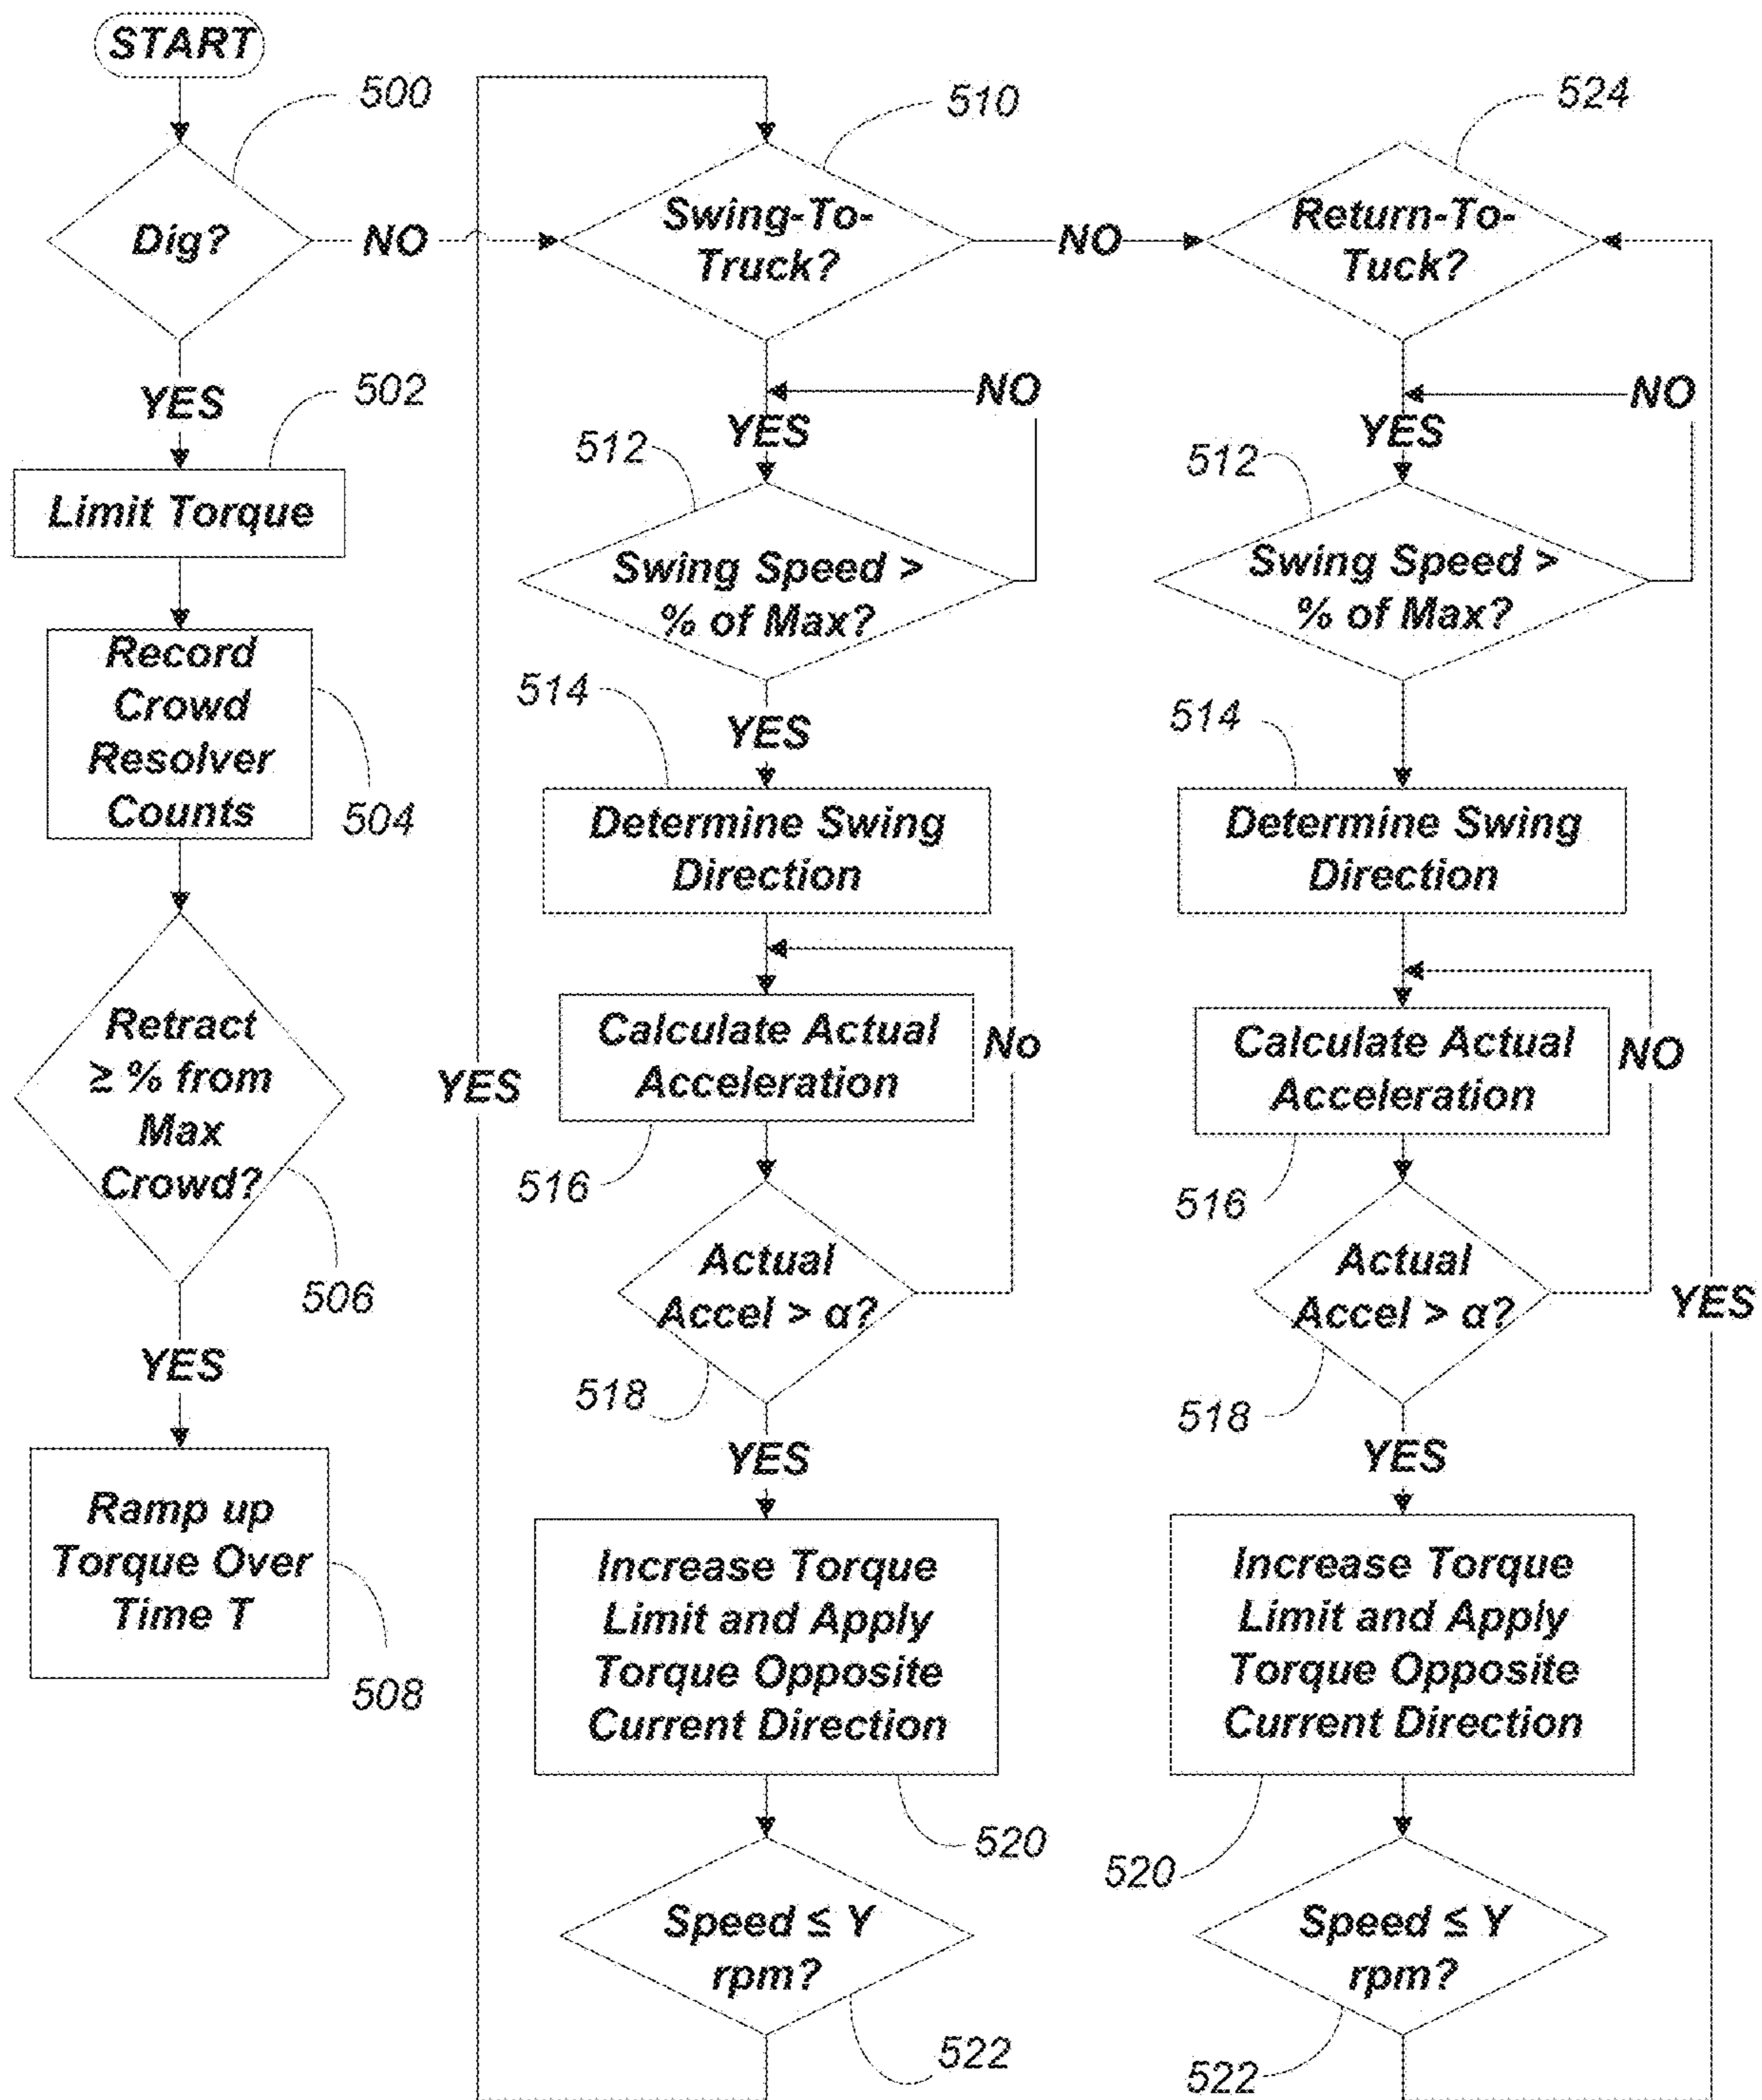 START
500
Dig?
NO
YES
502
Limit Torque
Record
Crowd
Resolver
Counts
504
Retract
≥ % from
Max
Crowd?
506
YES
Ramp up
Torque Over
Time T
508
510
Swing-To-
Truck?
NO
NO
YES
512
Swing Speed >
% of Max?
514
YES
Determine Swing
Direction
Calculate Actual
Acceleration
No
YES
516
Actual
Accel > α?
518
YES
Increase Torque
Limit and Apply
Torque Opposite
Current Direction
520
Speed ≤ Y
rpm?
522
524
Return-To-
Tuck?
NO
YES
512
Swing Speed >
% of Max?
514
Determine Swing
Direction
Calculate Actual
Acceleration
NO
516
Actual
Accel > α?
YES
518
YES
Increase Torque
Limit and Apply
Torque Opposite
Current Direction
520
Speed ≤ Y
rpm?
522